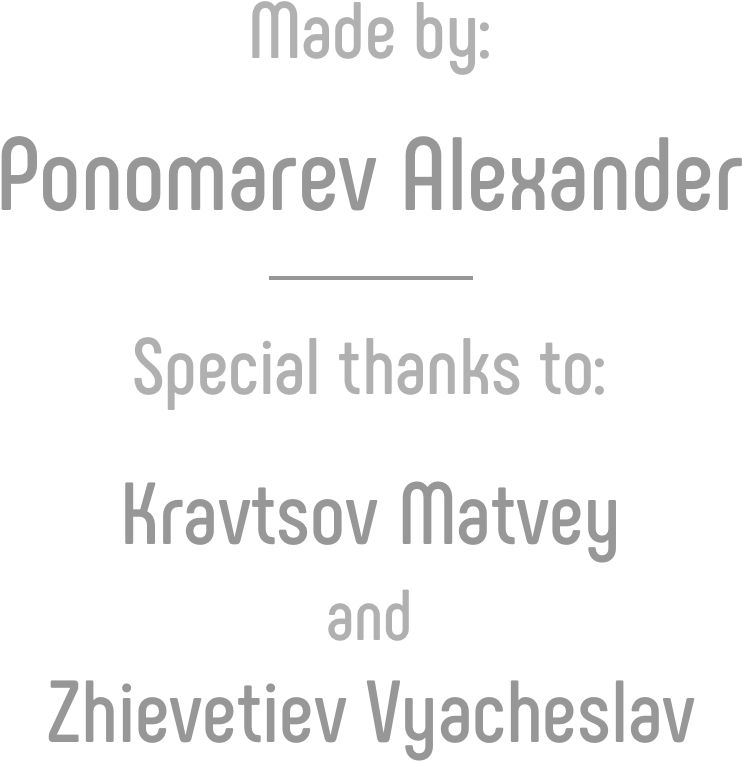 Made by:
Ponomarev Alexander
Special thanks to:
Kravtsov Matvey
and
Zhievetiev Vyacheslav